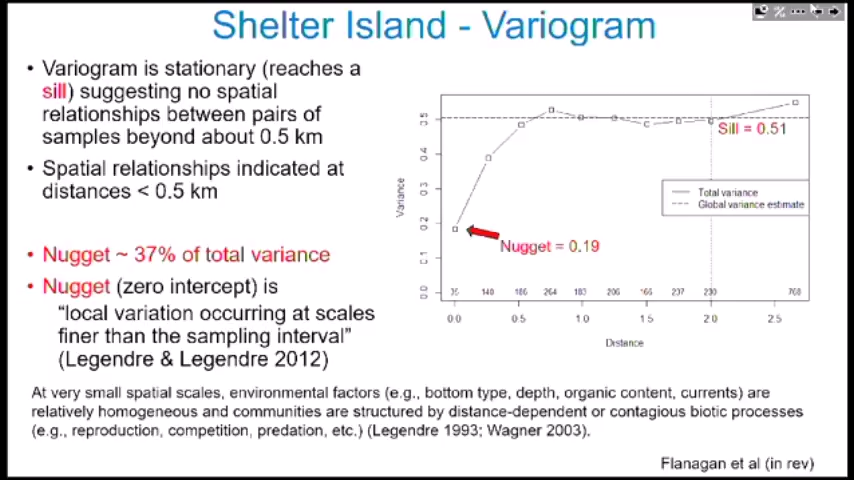 Shelter Island - Variogram
• Variogram is stationary (reaches a
sill) suggesting no spatial
relationships between pairs of
samples beyond about 0.5 km
• Spatial relationships indicated at
distances < 0.5 km
• Nugget ~ 37% of total variance
• Nugget (zero intercept) is
“local variation occurring at scales
finer than the sampling interval”
(Legendre & Legendre 2012)
Variance
0.0 0.1 0.2 0.3 0.4 0.5
Sill = 0.51
Total variance
Global variance estimate
Nugget = 0.19
140 186 264 206 166 237 230 768
0.0 0.5 1.0 1.5 2.0 2.5
Distance
At very small spatial scales, environmental factors (e.g., bottom type, depth, organic content, currents) are
relatively homogeneous and communities are structured by distance-dependent or contagious biotic processes
(e.g., reproduction, competition, predation, etc.) (Legendre 1993; Wagner 2003).
Flanagan et al (in rev)